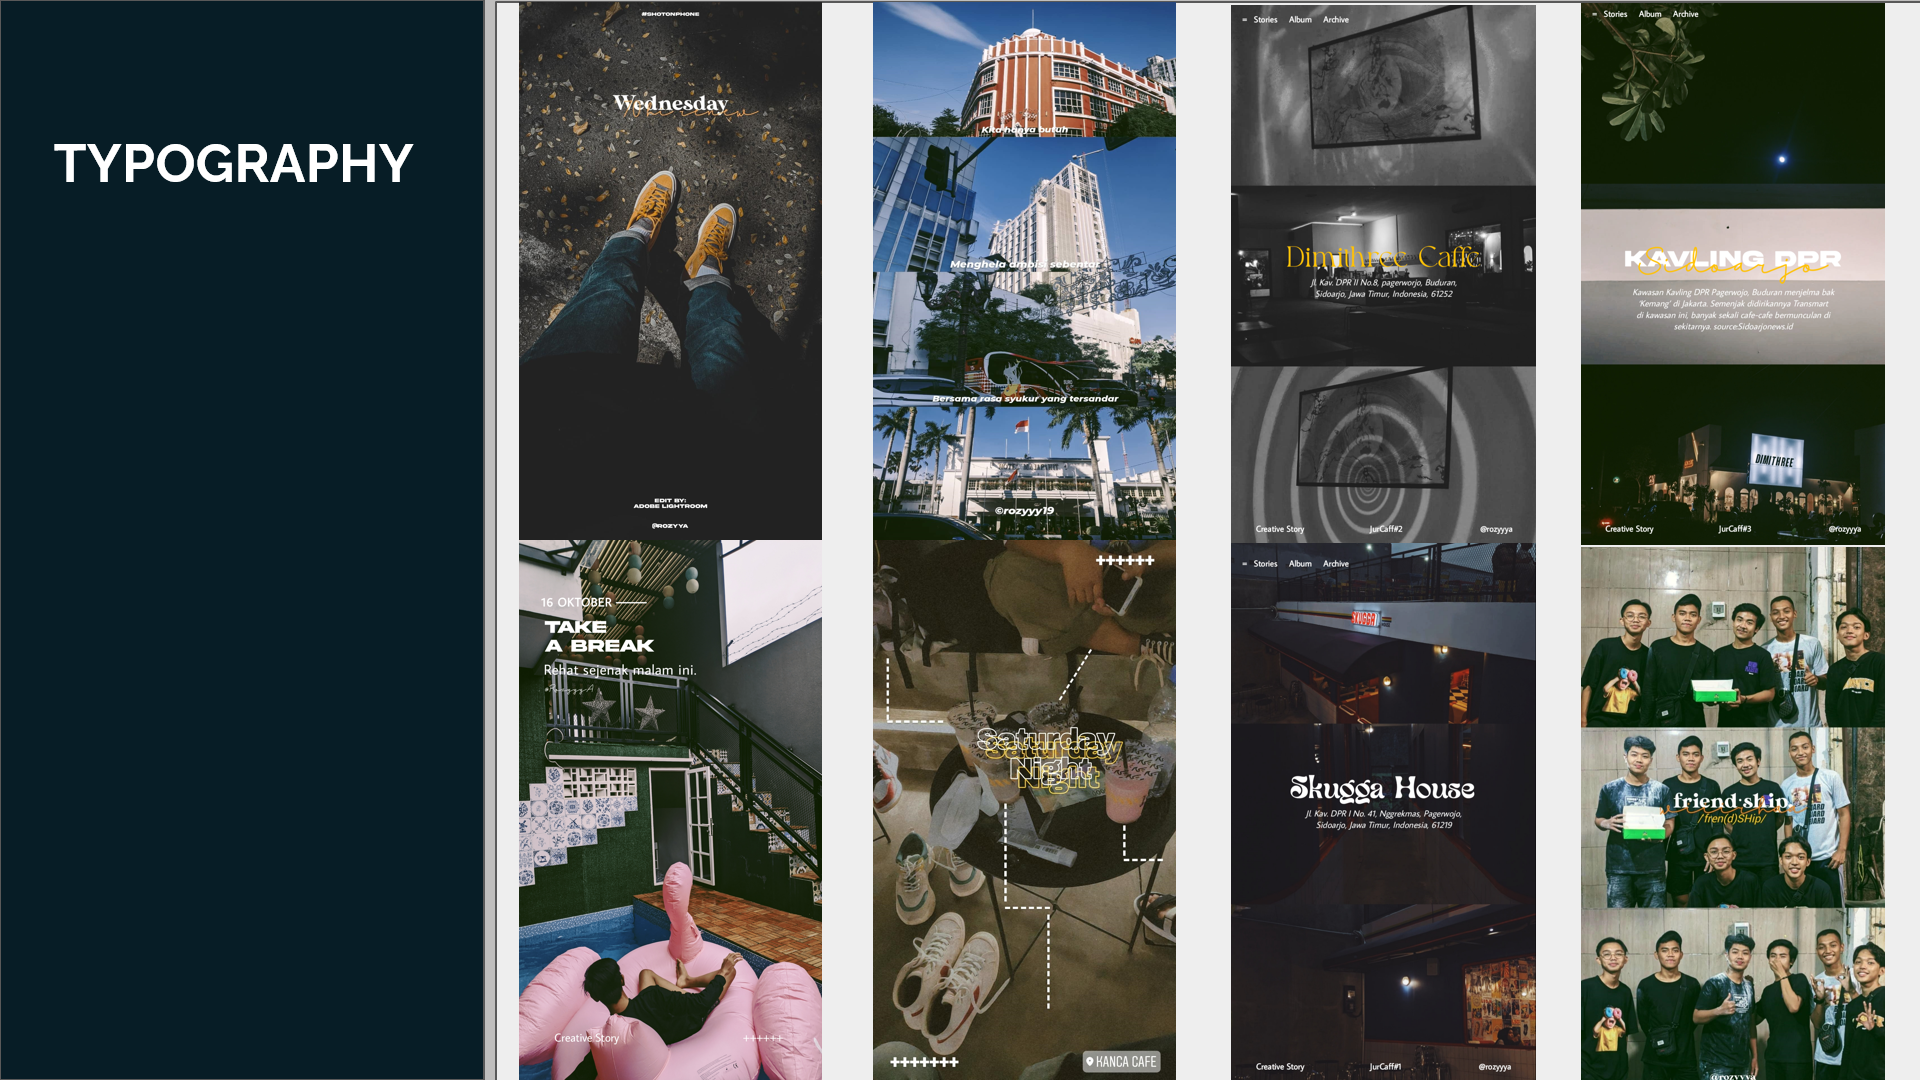 TYPOGRAPHY
#SHOTONPHONE
Wednesday
EDIT BY:
ADOBE LIGHTROOM
@ROZYYA
Kita hanya butuh
Menghela ambisi sebentar
Bersama rasa syukur yang tersandar
©rozyyy19
= Stories Album Archive
Dimithree Caffe
Jl. Kav. DPR II No.8, pagerworjo, Buduran,
Sidoarjo, Jawa Timur, Indonesia, 61252
Creative Story JurCaff#2 @rozyyya
= Stories Album Archive
KAVLING DPR
Sidoarjo
Kawasan Kavling DPR Pagerwojo, Buduran menjelma bak
'Kemang' di Jakarta. Semenjak didirikannya Transmart
di kawasan ini, banyak sekali cafe-cafe bermunculan di
sekitarnya. source:Sidoarjonews.id
DIMITHREE
Creative Story JurCaff#3 @rozyyya
16 OKTOBER
TAKE
A BREAK
Rehat sejenak malam ini.
Creative Story ++++++
++++++
Saturday
Saturday
Night
Night
+++++++
KANCA CAFE
= Stories Album Archive
SKUGGA
Skugga House
Jl. Kav. DPR I No. 41, Nggrekmas, Pagerwojo,
Sidoarjo, Jawa Timur, Indonesia, 61219
Creative Story JurCaff#1 @rozyyya
friend·ship
/fren(d)SHip/
@rozyyya